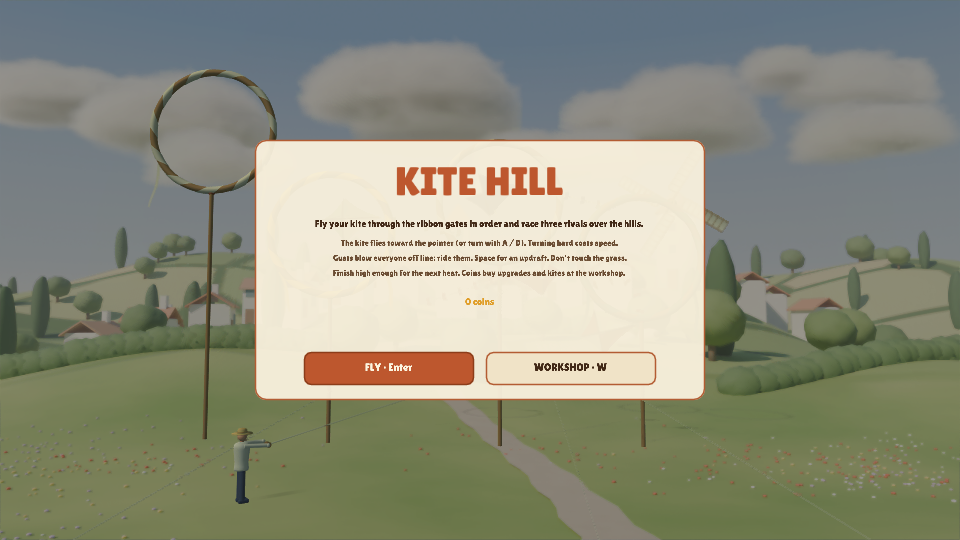 KITE HILL
Fly your kite through the ribbon gates in order and race three rivals over the hills.
The kite flies toward the pointer (or turn with A / D). Turning hard costs speed.
Gusts blow everyone off line: ride them. Space for an updraft. Don't touch the grass.
Finish high enough for the next heat. Coins buy upgrades and kites at the workshop.
0 coins
FLY · Enter
WORKSHOP · W